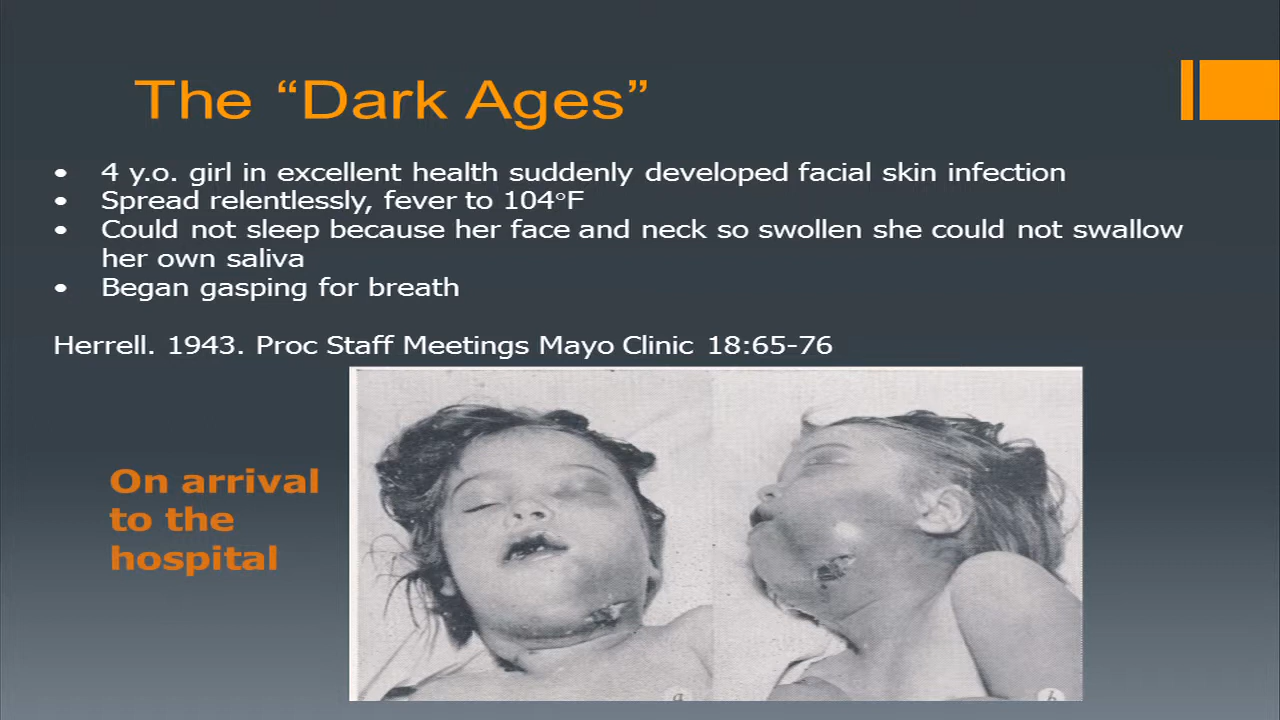 The “Dark Ages”
• 4 y.o. girl in excellent health suddenly developed facial skin infection
• Spread relentlessly, fever to 104°F
• Could not sleep because her face and neck so swollen she could not swallow
her own saliva
• Began gasping for breath
Herrell. 1943. Proc Staff Meetings Mayo Clinic 18:65-76
On arrival
to the
hospital
a
b